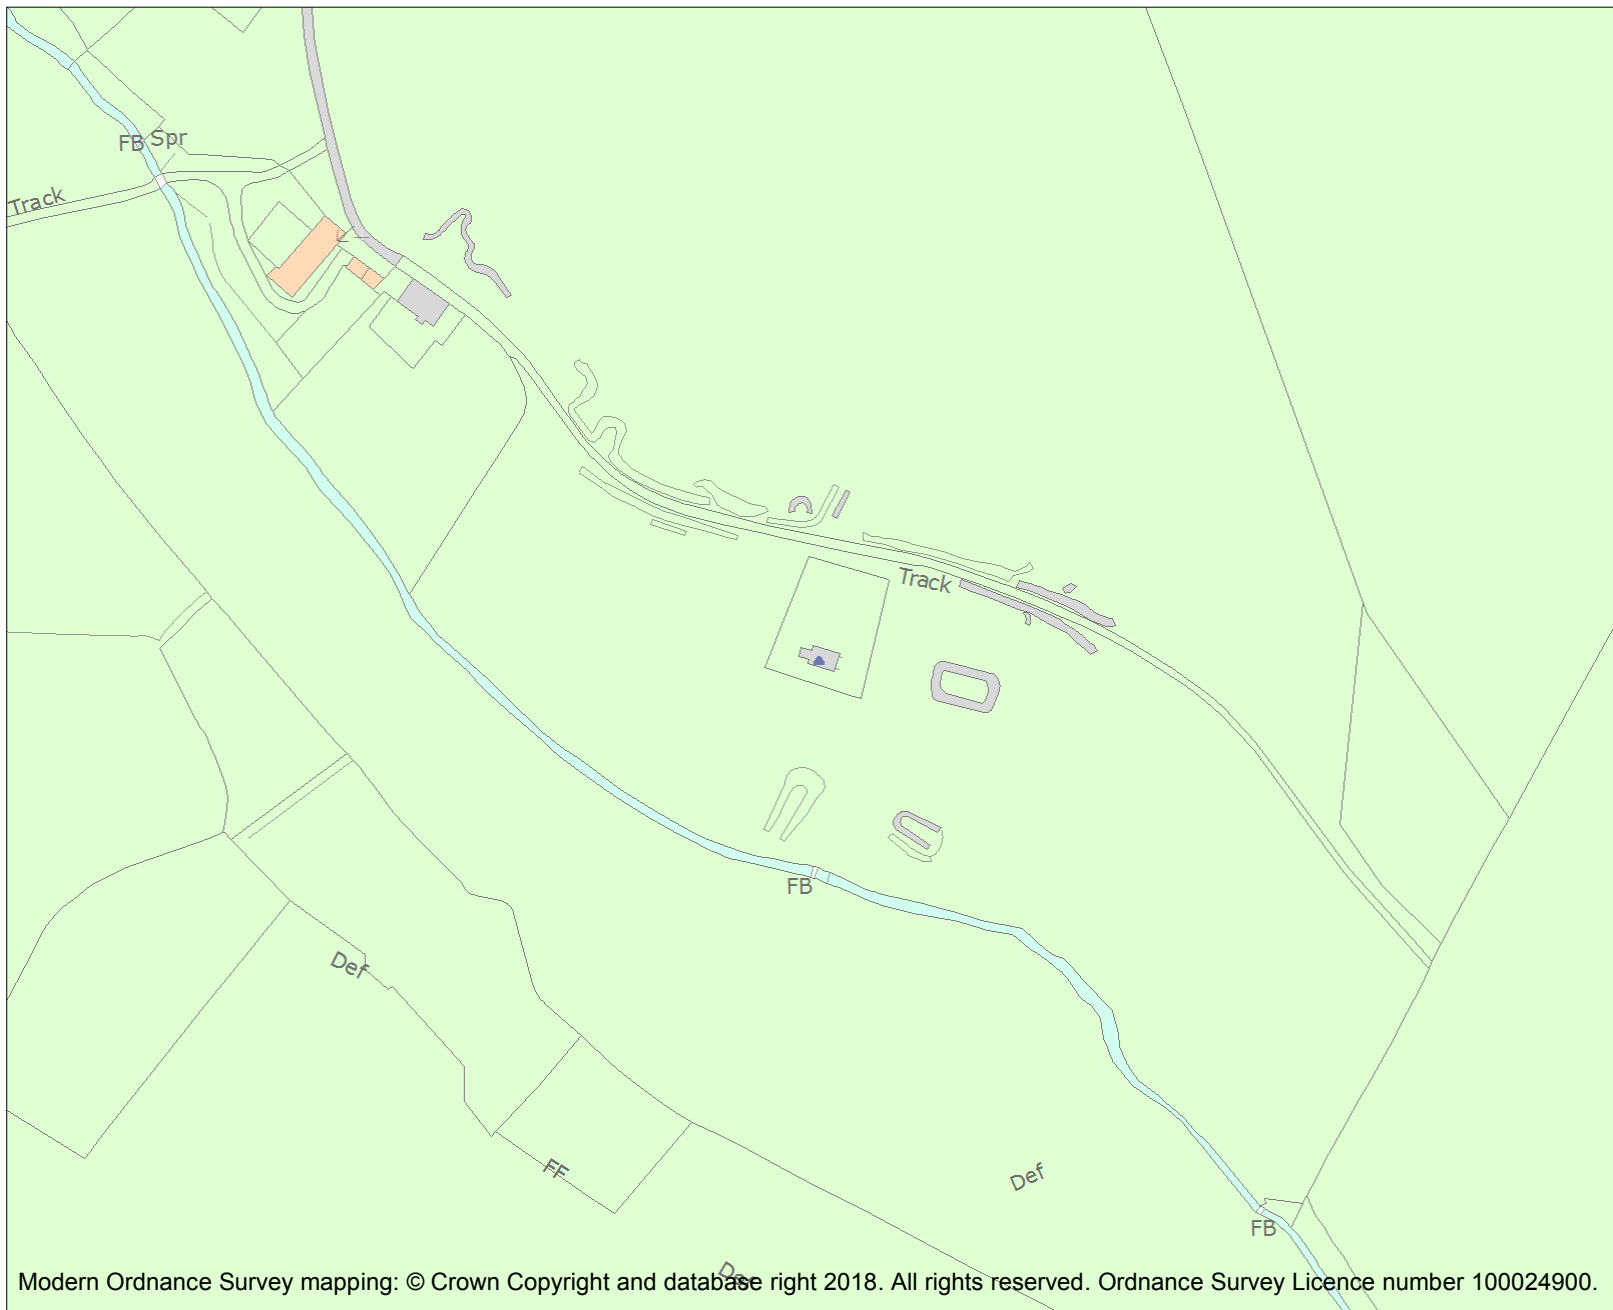 FB Spr
Track
Track
FB
Def
Def
FF
FB
Def
Modern Ordnance Survey mapping: © Crown Copyright and database right 2018. All rights reserved. Ordnance Survey Licence number 100024900.